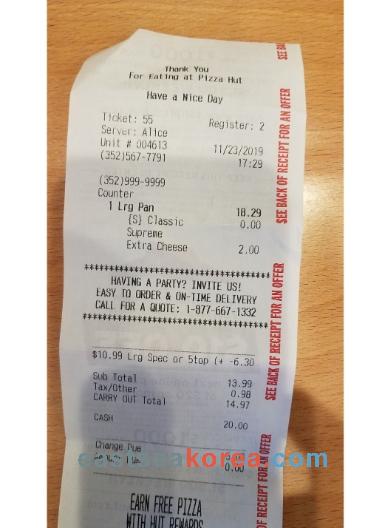 Thank You
For Eating at Pizza Hut
Have a Nice Day
Ticket: 55 Register: 2
Server: Alice
Unit # 004613 11/23/2019
(352)567-7791 17:29
(352)999-9999
Counter
1 Lrg Pan 18.29
{S} Classic 0.00
Supreme
Extra Cheese 2.00
************************************
HAVING A PARTY? INVITE US!
EASY TO ORDER & ON-TIME DELIVERY
CALL FOR A QUOTE: 1-877-667-1332
************************************
$10.99 Lrg Spec or 5top (+ -6.30
Sub Total 13.99
Tax/Other 0.98
CARRY OUT Total 14.97
CASH 20.00
Change Due
0.00
EARN FREE PIZZA
WITH HUT REWARDS
SEE BACK OF RECEIPT FOR AN OFFER
SEE BACK OF RECEIPT FOR AN OFFER
OF RECEIPT FOR AN OFFER
SEE BACK
korea.com